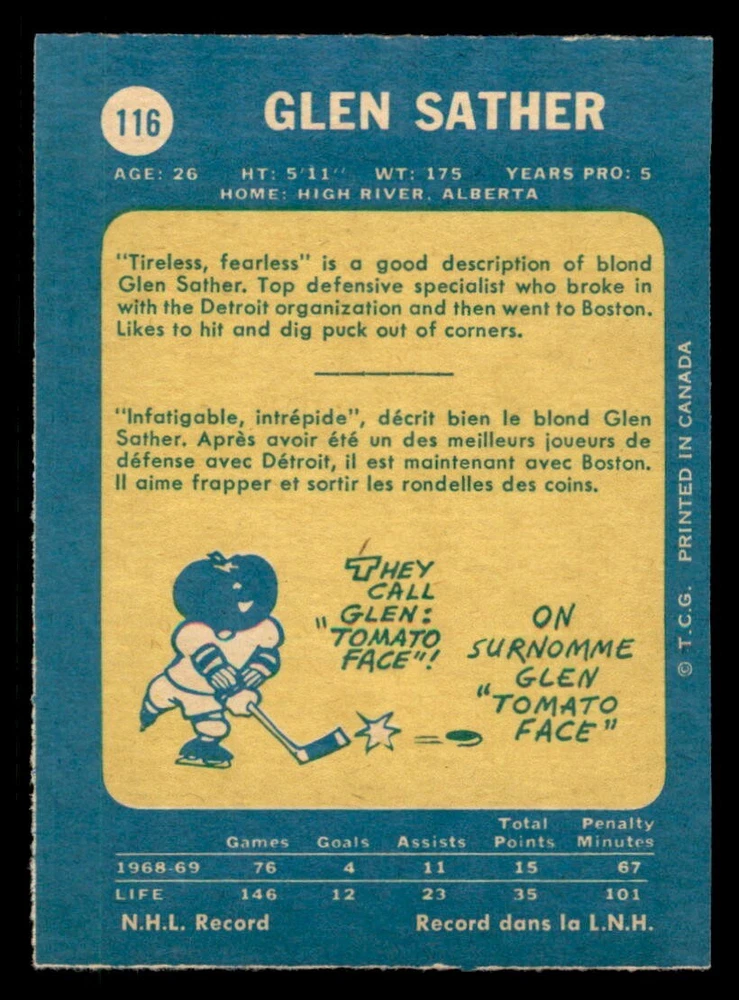 116
GLEN SATHER
AGE: 26 HT: 5'11'' WT: 175 YEARS PRO: 5
HOME: HIGH RIVER, ALBERTA
"Tireless, fearless" is a good description of blond
Glen Sather. Top defensive specialist who broke in
with the Detroit organization and then went to Boston.
Likes to hit and dig puck out of corners.
"Infatigable, intrépide", décrit bien le blond Glen
Sather. Après avoir été un des meilleurs joueurs de
défense avec Détroit, il est maintenant avec Boston.
Il aime frapper et sortir les rondelles des coins.
THEY
CALL
GLEN:
"TOMATO
FACE"!
ON
SURNOMME
GLEN
"TOMATO
FACE"
© T.C.G. PRINTED IN CANADA
Total Penalty
Games Goals Assists Points Minutes
1968-69 76 4 11 15 67
LIFE 146 12 23 35 101
N.H.L. Record Record dans la L.N.H.